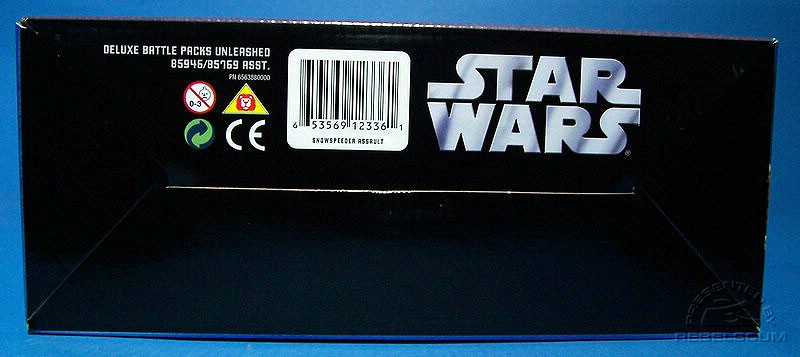 DELUXE BATTLE PACKS UNLEASHED
85946/85769 ASST.
PN 6563880000
0-3
CE
6 53569 12336 1
SNOWSPEEDER ASSAULT
STAR
WARS®
PRESENTED BY
REBELSCUM